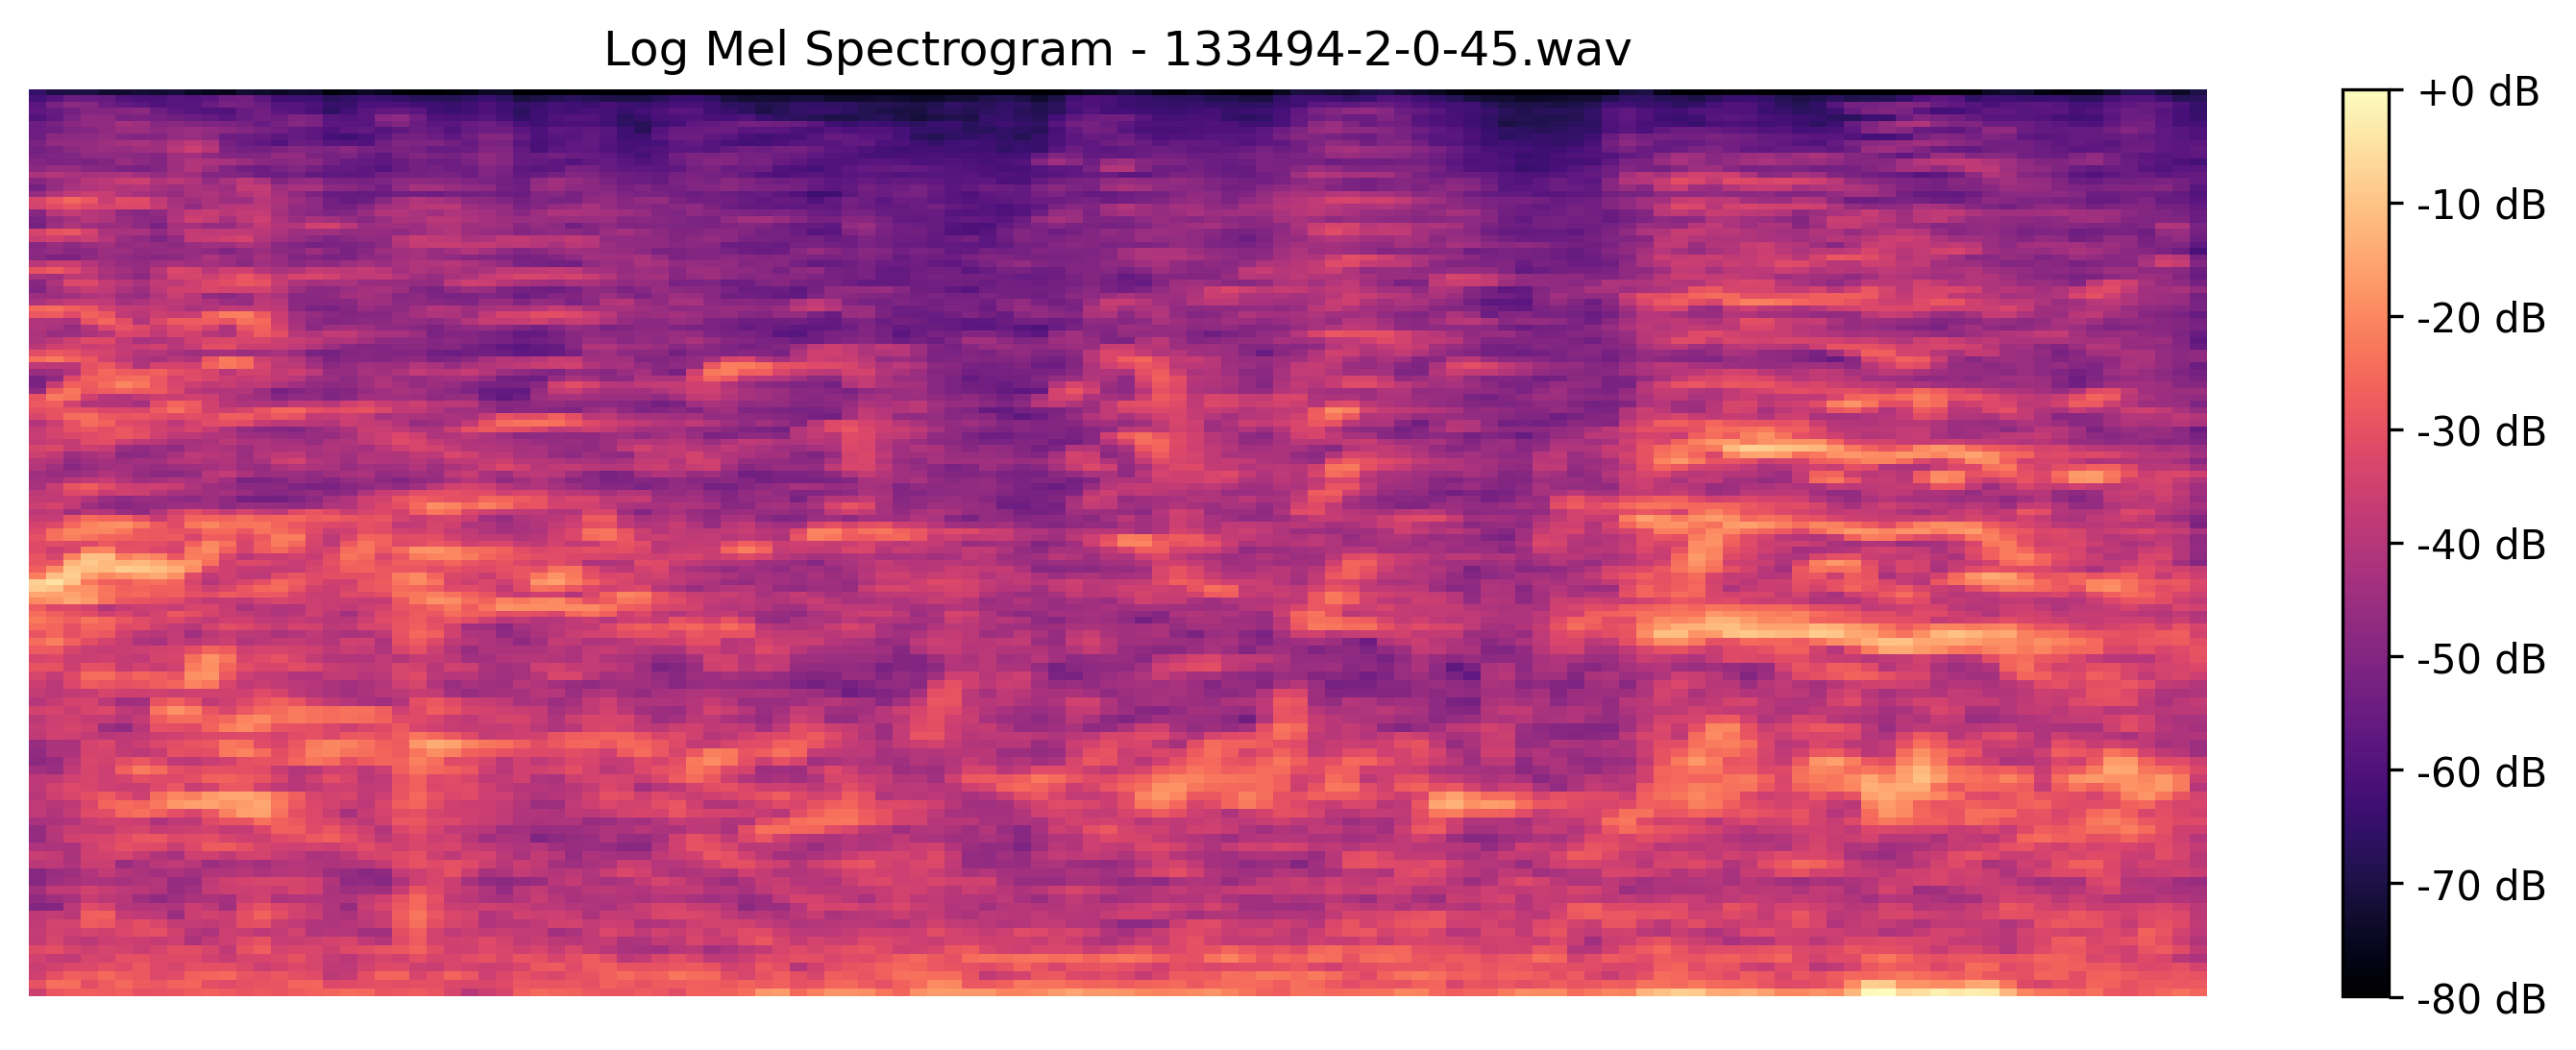 Log Mel Spectrogram - 133494-2-0-45.wav
+0 dB
-10 dB
-20 dB
-30 dB
-40 dB
-50 dB
-60 dB
-70 dB
-80 dB